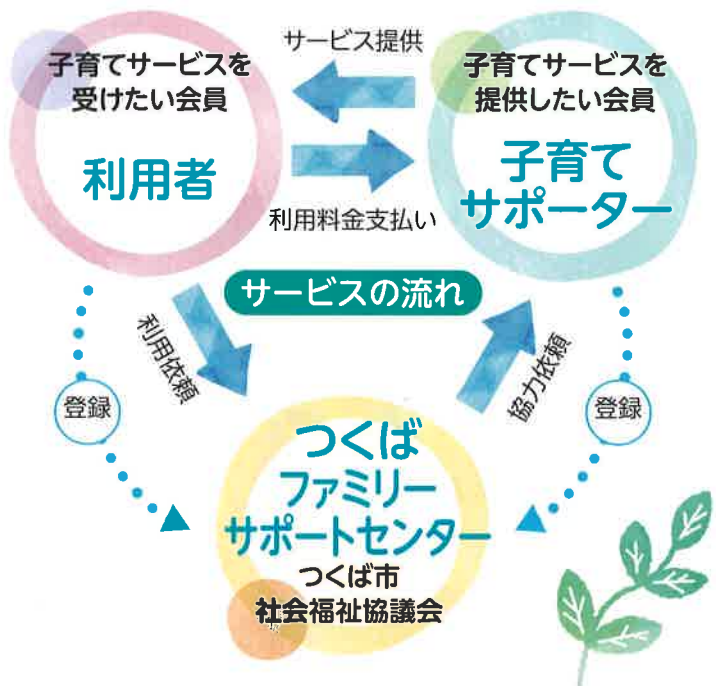 子育てサービスを
受けたい会員
利用者
サービス提供
利用料金支払い
子育てサービスを
提供したい会員
子育て
サポーター
サービスの流れ
利用依頼
協力依頼
登録
登録
つくば
ファミリー
サポートセンター
つくば市
社会福祉協議会